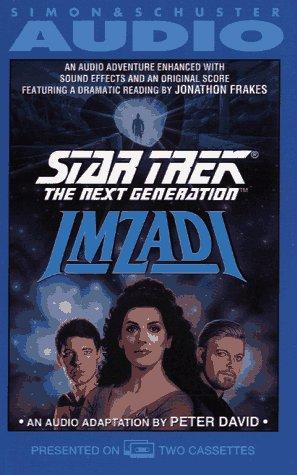 SIMON & SCHUSTER
AUDIO
AN AUDIO ADVENTURE ENHANCED WITH
SOUND EFFECTS AND AN ORIGINAL SCORE
FEATURING A DRAMATIC READING BY JONATHON FRAKES
STAR TREK®
THE NEXT GENERATION™
IMZADI
• AN AUDIO ADAPTATION BY PETER DAVID •
PRESENTED ON TWO CASSETTES